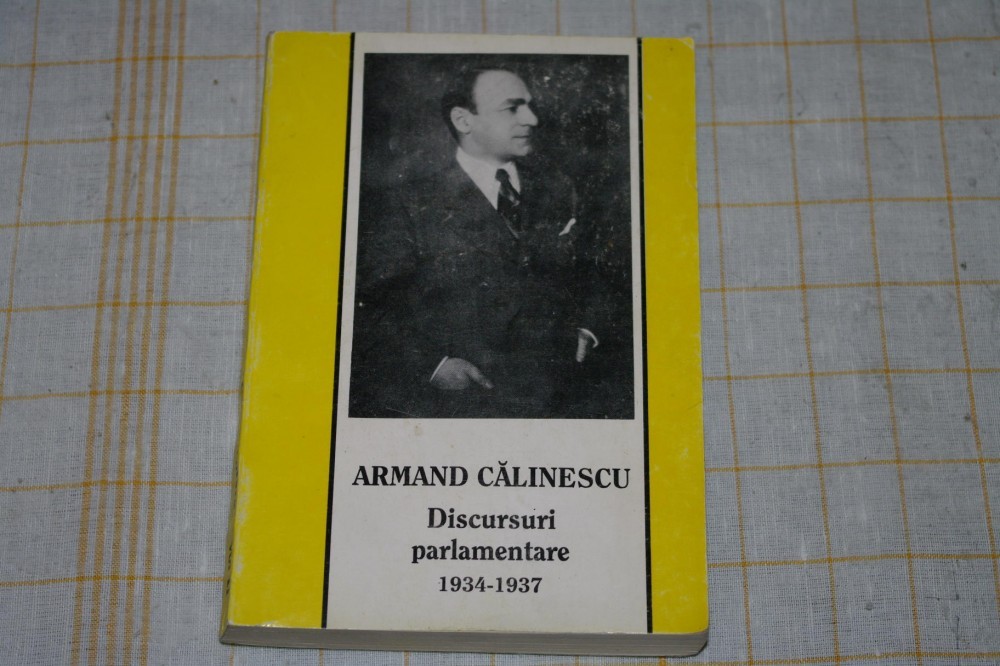 ARMAND CĂLINESCU
Discursuri
parlamentare
1934-1937